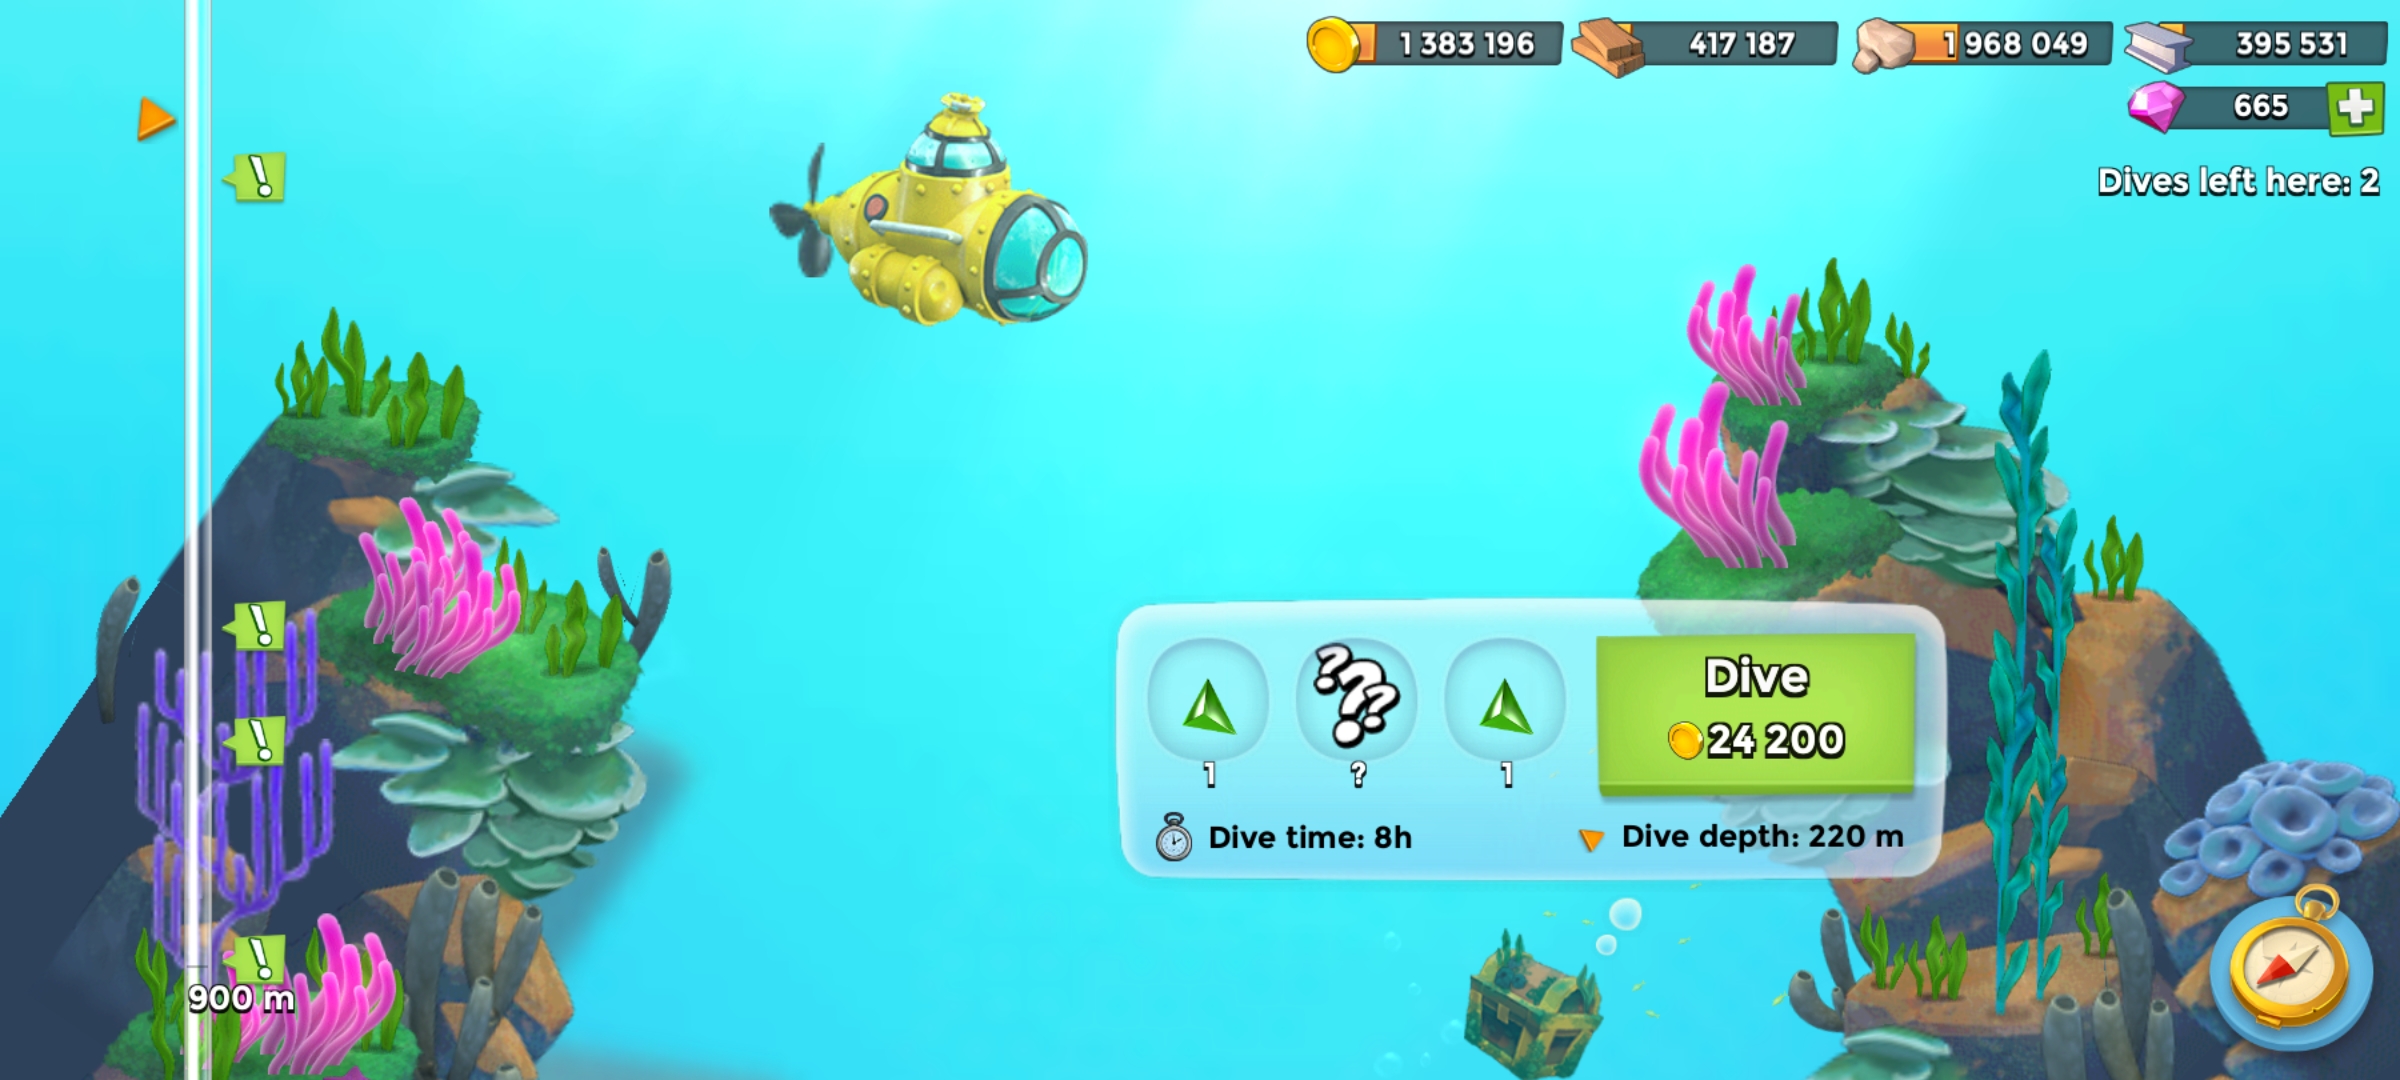 1 383 196
417 187
1 968 049
395 531
665
Dives left here: 2
!
!
!
!
900 m
1
???
?
1
Dive
24 200
Dive time: 8h
Dive depth: 220 m